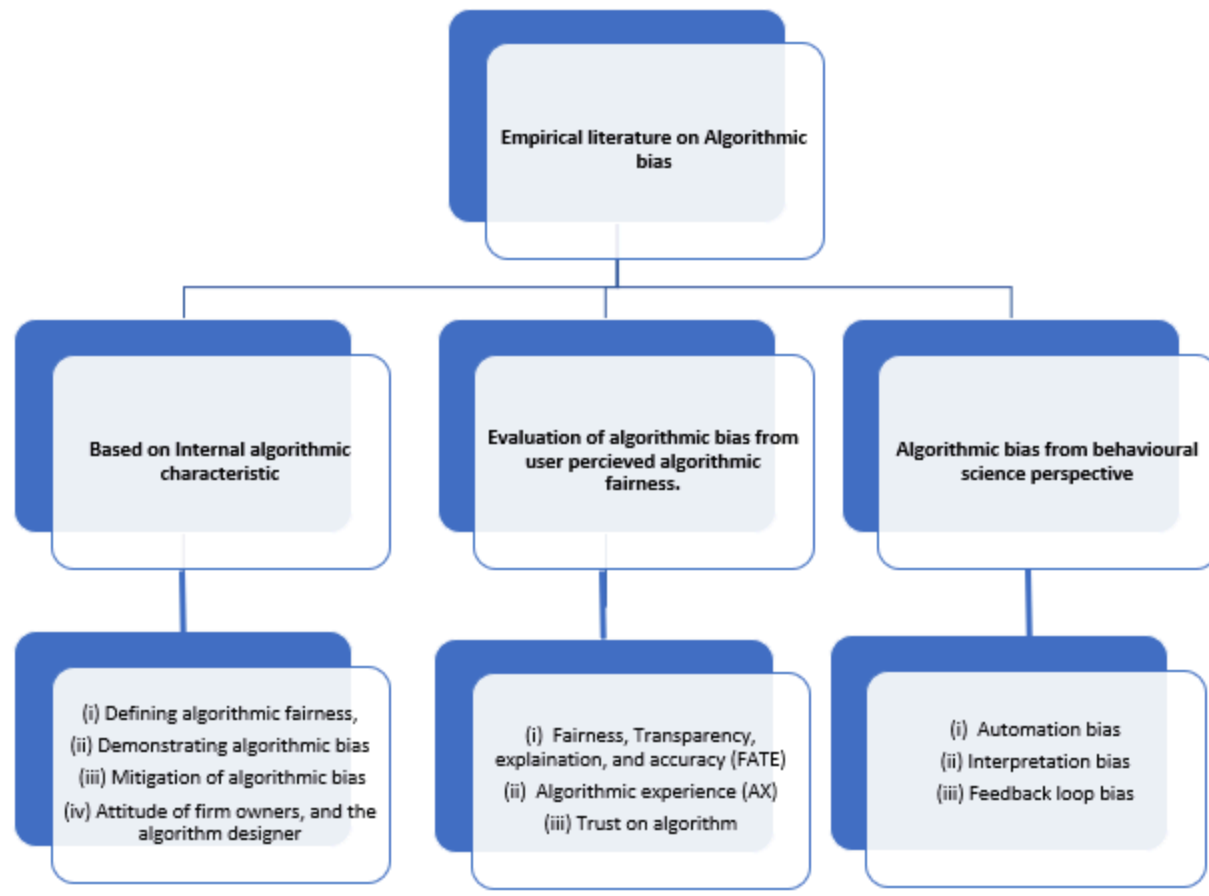 Empirical literature on Algorithmic
bias
Based on Internal algorithmic
characteristic
Evaluation of algorithmic bias from
user percieved algorithmic
fairness.
Algorithmic bias from behavioural
science perspective
(i) Defining algorithmic fairness,
(ii) Demonstrating algorithmic bias
(iii) Mitigation of algorithmic bias
(iv) Attitude of firm owners, and the
algorithm designer
(i) Fairness, Transparency,
explaination, and accuracy (FATE)
(ii) Algorithmic experience (AX)
(iii) Trust on algorithm
(i) Automation bias
(ii) Interpretation bias
(iii) Feedback loop bias